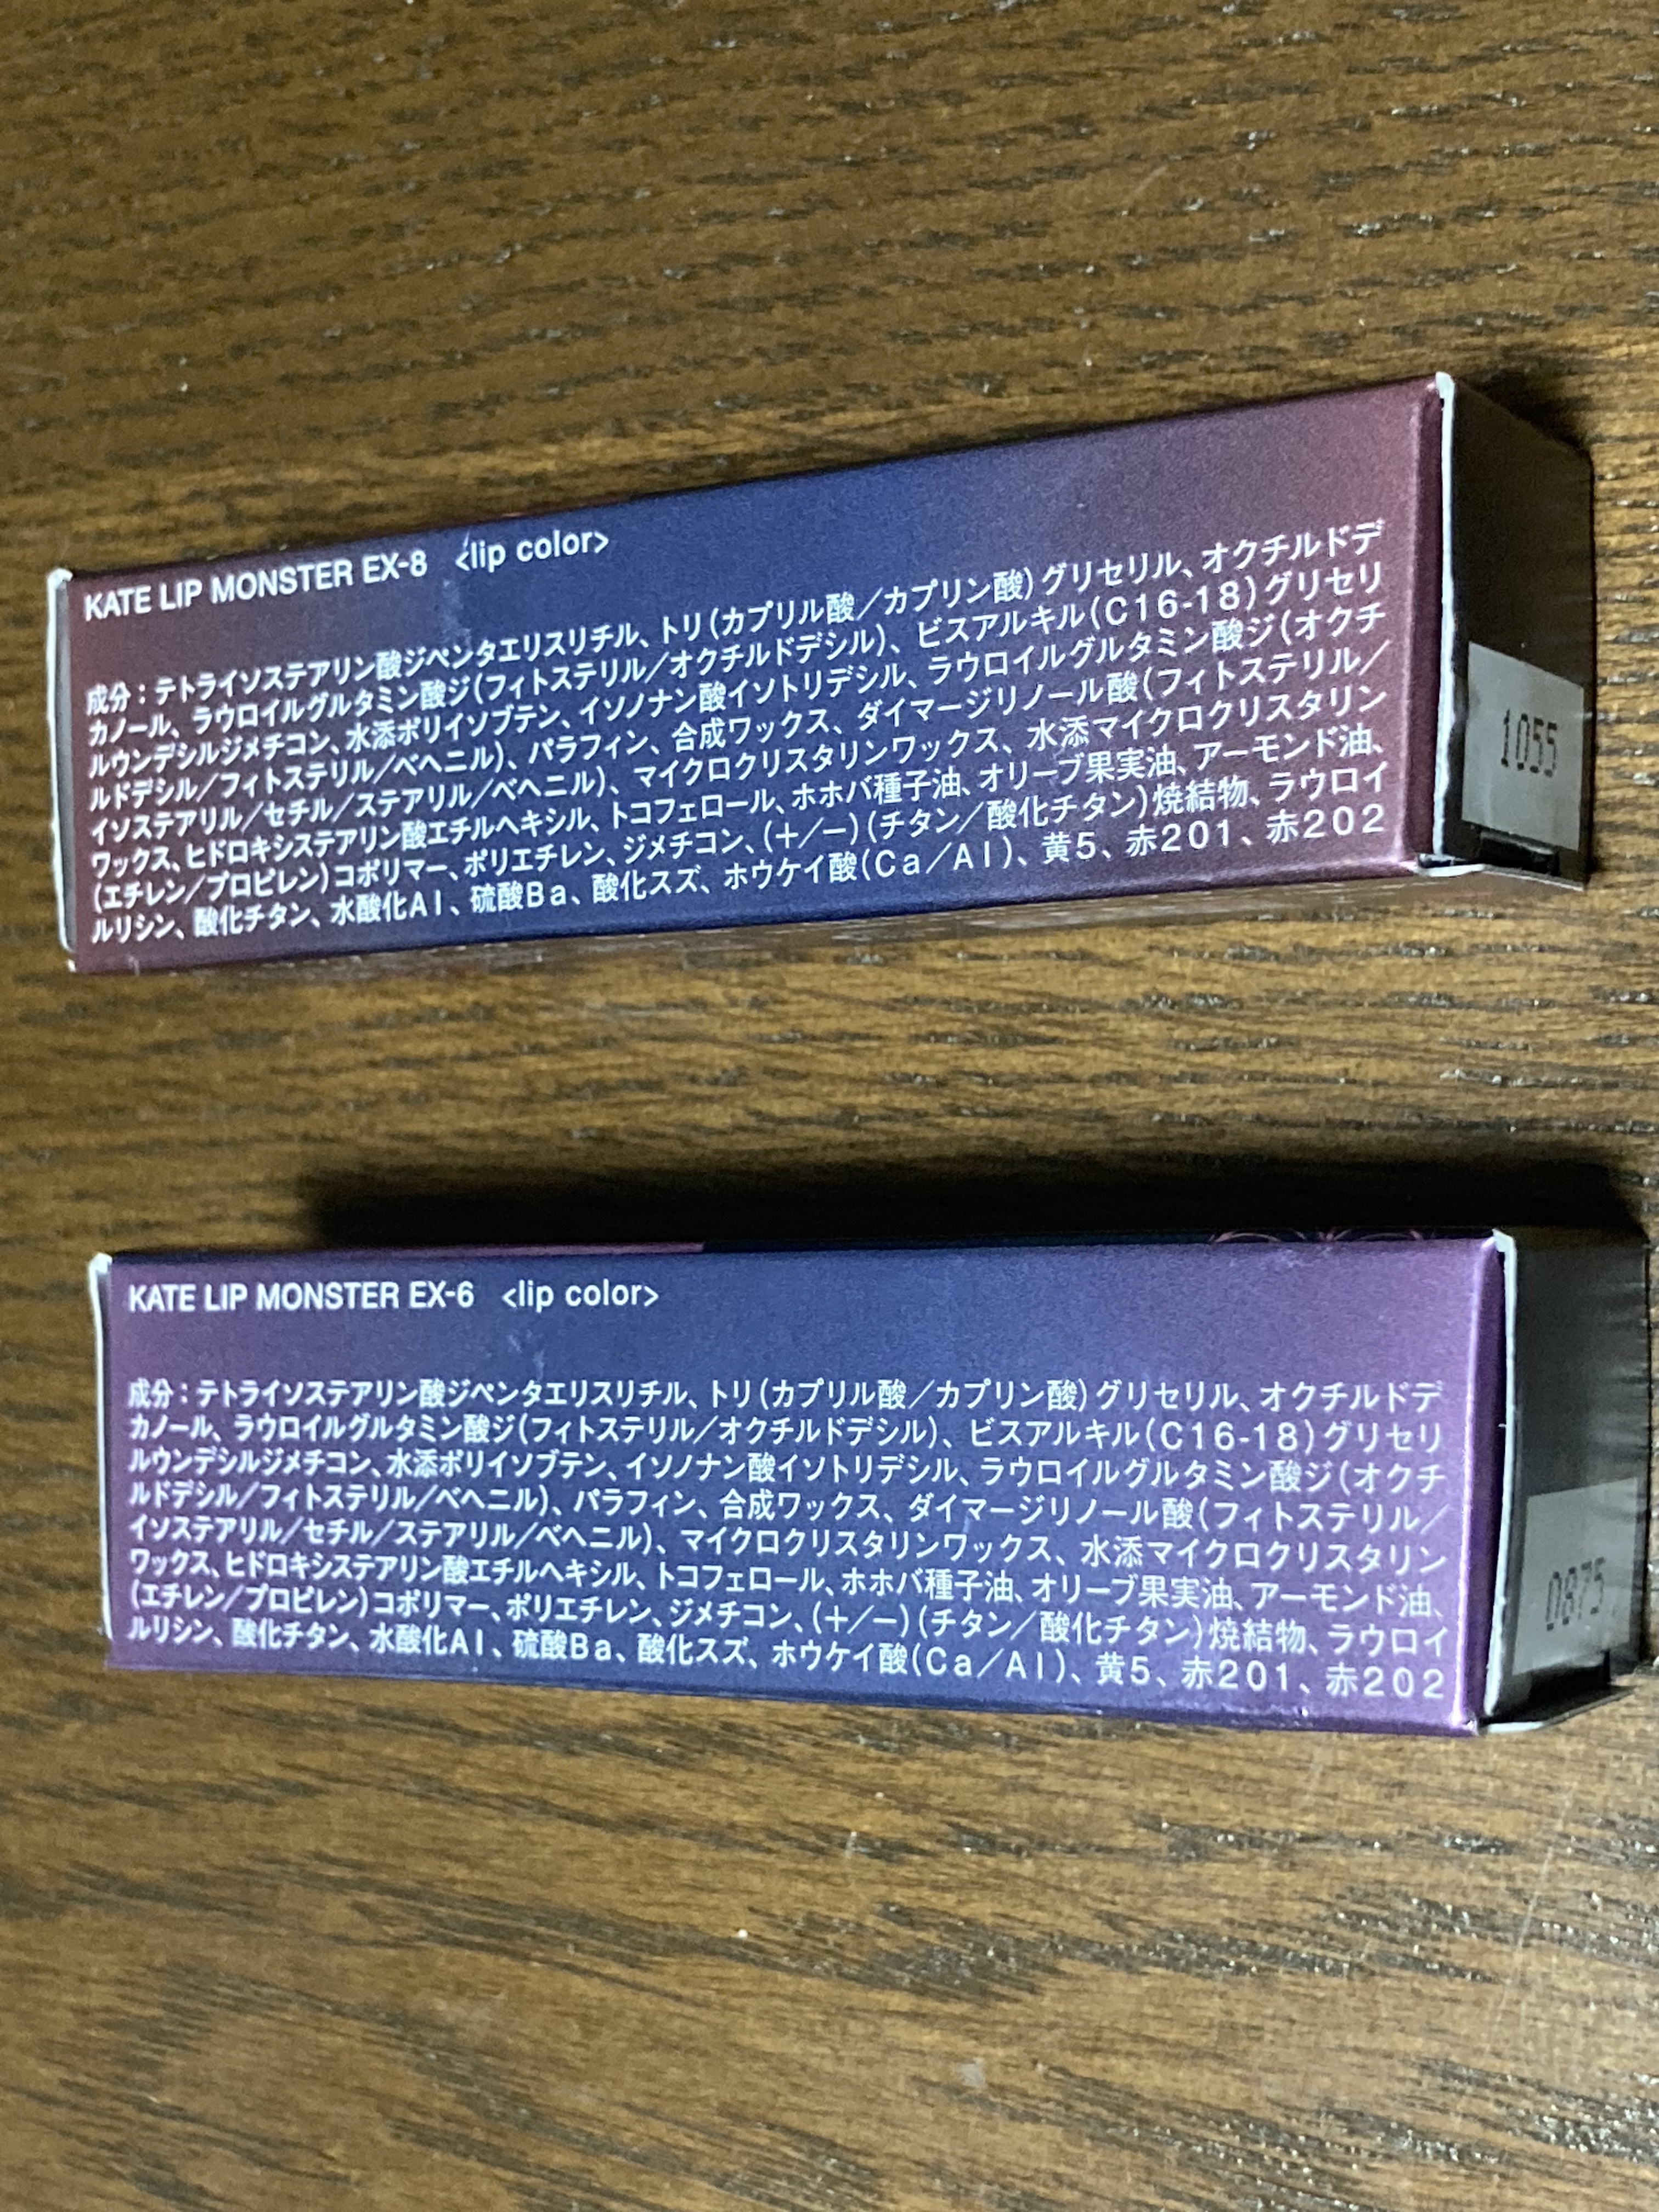 KATE LIP MONSTER EX-8 <lip color>
成分：テトライソステアリン酸ジペンタエリスリチル、トリ(カプリル酸／カプリン酸)グリセリル、オクチルドデ
カノール、ラウロイルグルタミン酸ジ(フィトステリル／オクチルドデシル)、ビスアルキル(C16-18)グリセリ
ルウンデシルジメチコン、水添ポリイソブテン、イソノナン酸イソトリデシル、ラウロイルグルタミン酸ジ(オクチ
ルドデシル／フィトステリル／ベヘニル)、パラフィン、合成ワックス、ダイマージリノール酸(フィトステリル／
イソステアリル／セチル／ステアリル／ベヘニル)、マイクロクリスタリンワックス、水添マイクロクリスタリン
ワックス、ヒドロキシステアリン酸エチルヘキシル、トコフェロール、ホホバ種子油、オリーブ果実油、アーモンド油、
(エチレン／プロピレン)コポリマー、ポリエチレン、ジメチコン、(＋／－)(チタン／酸化チタン)焼結物、ラウロイ
ルリシン、酸化チタン、水酸化Al、硫酸Ba、酸化スズ、ホウケイ酸(Ca／Al)、黄5、赤201、赤202
1055
KATE LIP MONSTER EX-6 <lip color>
成分：テトライソステアリン酸ジペンタエリスリチル、トリ(カプリル酸／カプリン酸)グリセリル、オクチルドデ
カノール、ラウロイルグルタミン酸ジ(フィトステリル／オクチルドデシル)、ビスアルキル(C16-18)グリセリ
ルウンデシルジメチコン、水添ポリイソブテン、イソノナン酸イソトリデシル、ラウロイルグルタミン酸ジ(オクチ
ルドデシル／フィトステリル／ベヘニル)、パラフィン、合成ワックス、ダイマージリノール酸(フィトステリル／
イソステアリル／セチル／ステアリル／ベヘニル)、マイクロクリスタリンワックス、水添マイクロクリスタリン
ワックス、ヒドロキシステアリン酸エチルヘキシル、トコフェロール、ホホバ種子油、オリーブ果実油、アーモンド油、
(エチレン／プロピレン)コポリマー、ポリエチレン、ジメチコン、(＋／－)(チタン／酸化チタン)焼結物、ラウロイ
ルリシン、酸化チタン、水酸化Al、硫酸Ba、酸化スズ、ホウケイ酸(Ca／Al)、黄5、赤201、赤202
0875